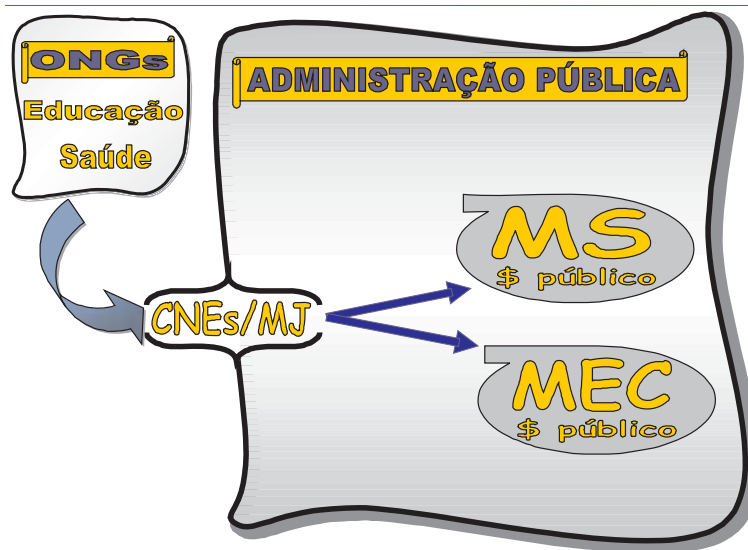 ONGs
Educação
Saúde
ADMINISTRAÇÃO PÚBLICA
MS
$ público
CNEs/MJ
MEC
$ público